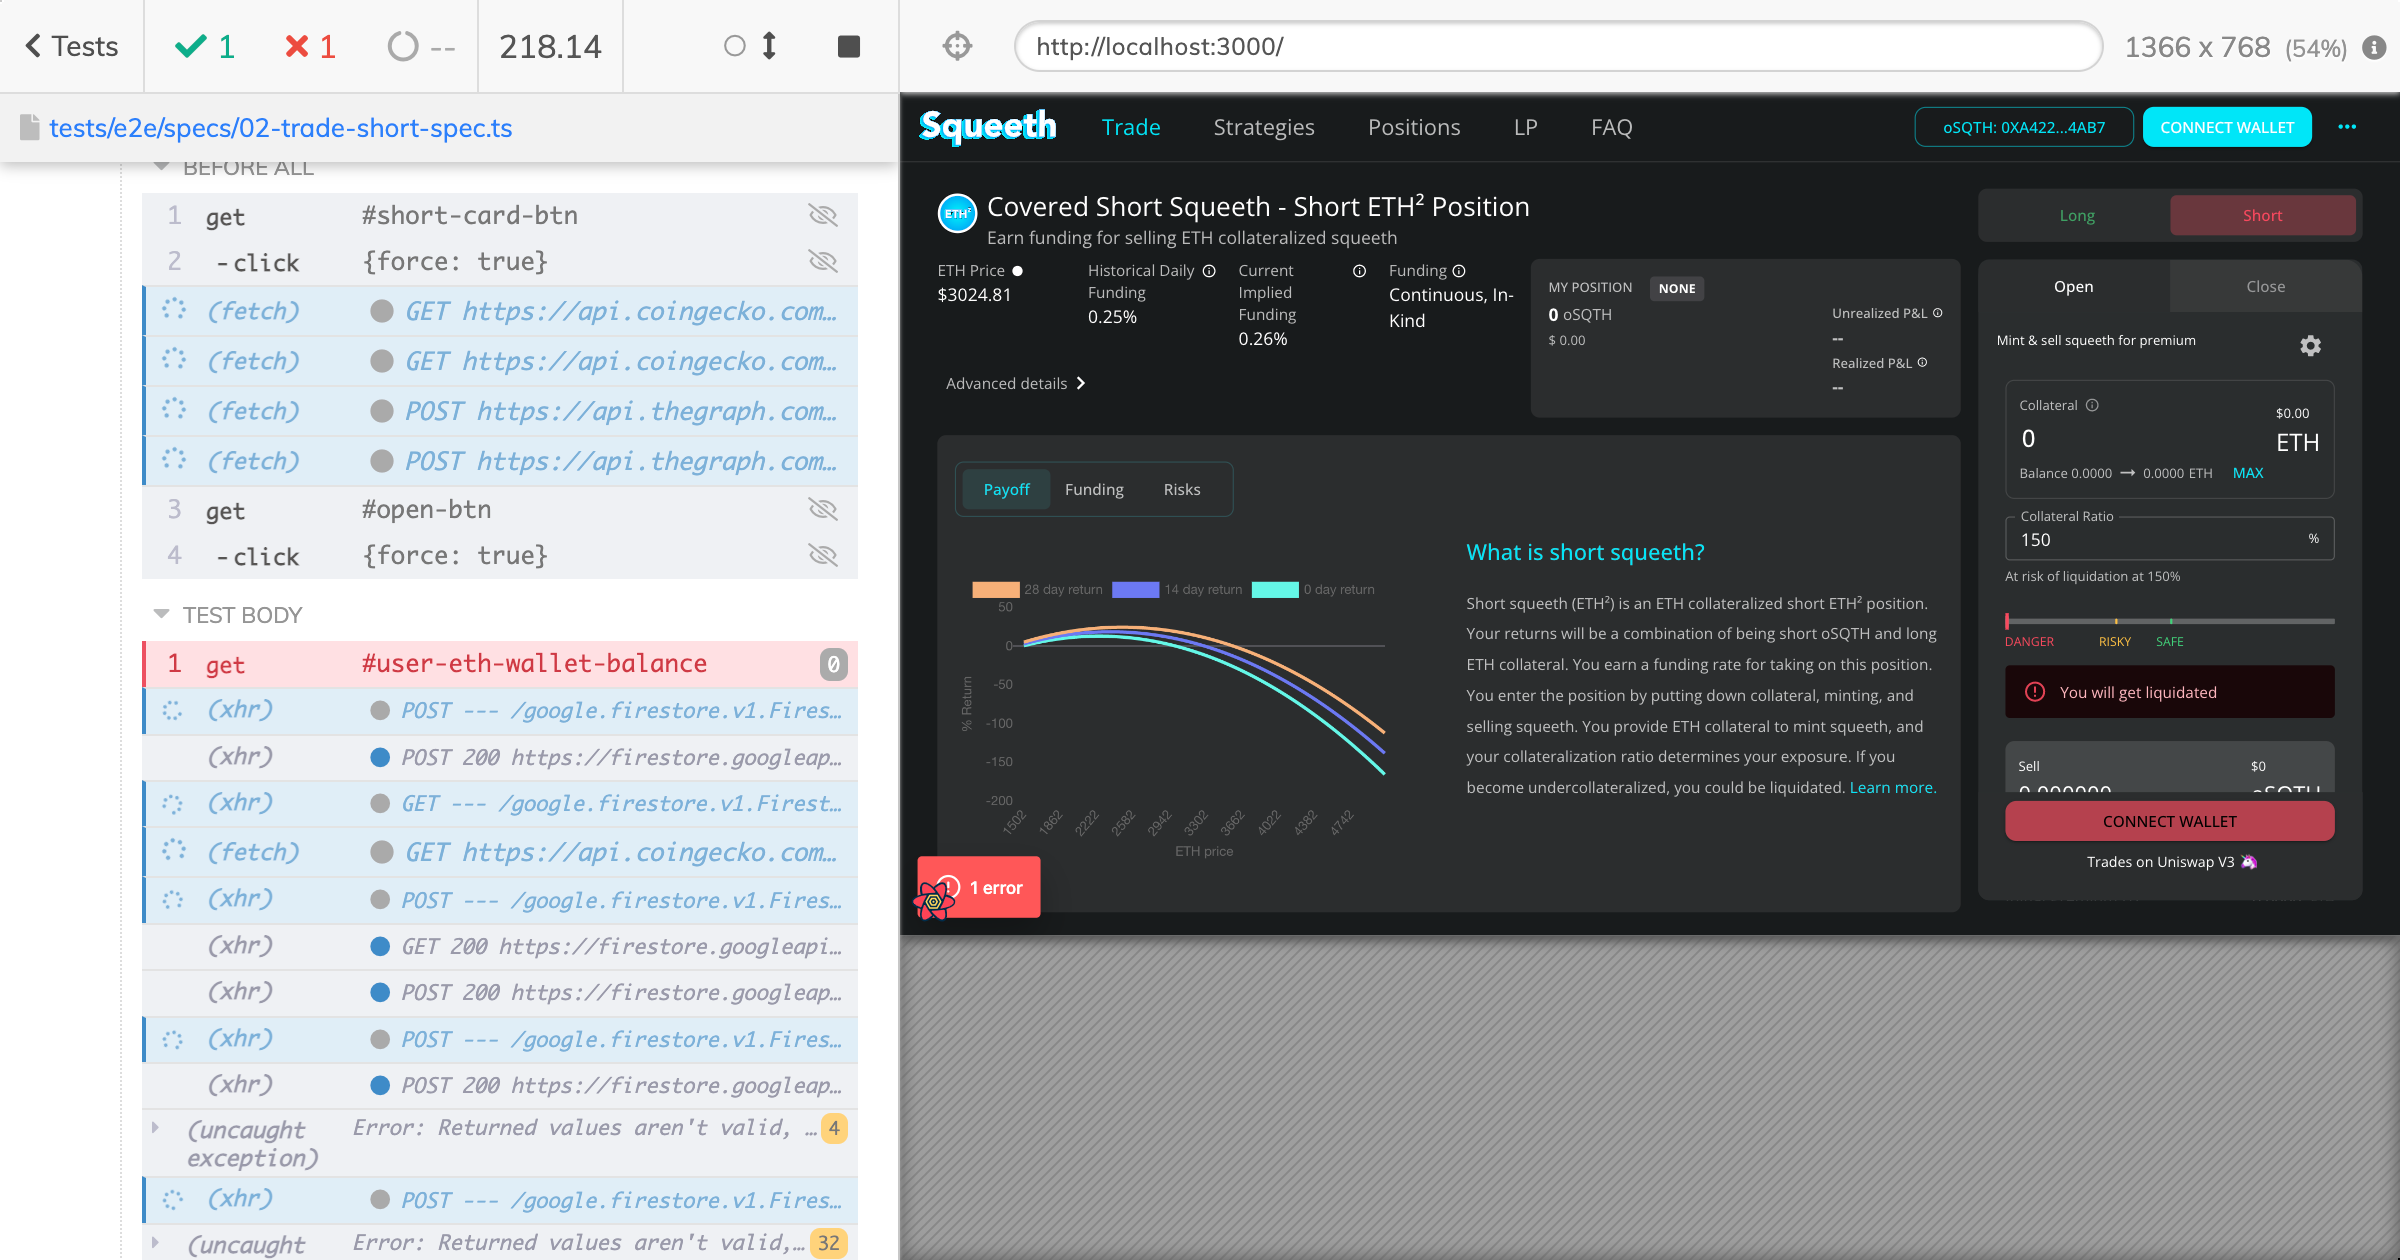 Tests
1
1
--
218.14
http://localhost:3000/
1366 x 768 (54%)
tests/e2e/specs/02-trade-short-spec.ts
BEFORE ALL
1 get #short-card-btn
2 -click {force: true}
(fetch) GET https://api.coingecko.com…
(fetch) GET https://api.coingecko.com…
(fetch) POST https://api.thegraph.com…
(fetch) POST https://api.thegraph.com…
3 get #open-btn
4 -click {force: true}
TEST BODY
1 get #user-eth-wallet-balance 0
(xhr) POST --- /google.firestore.v1.Fires…
(xhr) POST 200 https://firestore.googleap…
(xhr) GET --- /google.firestore.v1.Firest…
(fetch) GET https://api.coingecko.com…
(xhr) POST --- /google.firestore.v1.Fires…
(xhr) GET 200 https://firestore.googleapi…
(xhr) POST 200 https://firestore.googleap…
(xhr) POST --- /google.firestore.v1.Fires…
(xhr) POST 200 https://firestore.googleap…
(uncaught exception) Error: Returned values aren't valid, … 4
(xhr) POST --- /google.firestore.v1.Fires…
(uncaught Error: Returned values aren't valid,… 32
Squeeth
Trade
Strategies
Positions
LP
FAQ
oSQTH: 0XA422...4AB7
CONNECT WALLET
ETH²
Covered Short Squeeth - Short ETH² Position
Earn funding for selling ETH collateralized squeeth
ETH Price
$3024.81
Historical Daily Funding
0.25%
Current Implied Funding
0.26%
Funding
Continuous, In-Kind
Advanced details
MY POSITION NONE
0 oSQTH
$ 0.00
Unrealized P&L
--
Realized P&L
--
Payoff
Funding
Risks
28 day return
14 day return
0 day return
50
0
-50
-100
-150
-200
% Return
1502
1862
2222
2582
2942
3302
3662
4022
4382
4742
ETH price
What is short squeeth?
Short squeeth (ETH²) is an ETH collateralized short ETH² position.
Your returns will be a combination of being short oSQTH and long
ETH collateral. You earn a funding rate for taking on this position.
You enter the position by putting down collateral, minting, and
selling squeeth. You provide ETH collateral to mint squeeth, and
your collateralization ratio determines your exposure. If you
become undercollateralized, you could be liquidated. Learn more.
1 error
Long
Short
Open
Close
Mint & sell squeeth for premium
Collateral
$0.00
0
ETH
Balance 0.0000 → 0.0000 ETH MAX
Collateral Ratio
150 %
At risk of liquidation at 150%
DANGER
RISKY
SAFE
You will get liquidated
Sell
$0
0.000000
oSQTH
CONNECT WALLET
Trades on Uniswap V3 🦄